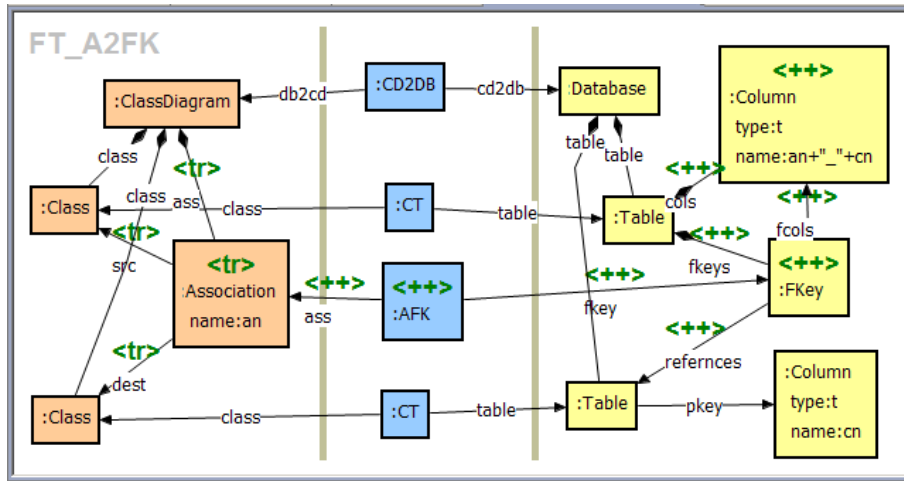 FT_A2FK
<++>
:ClassDiagram
db2cd
:CD2DB
cd2db
:Database
:Column
type:t
name:an+"_"+cn
class
<tr>
table
table
<++>
class
ass
:Class
class
:CT
table
:Table
cols
<++>
fcols
<tr>
src
<tr>
:Association
name:an
<++>
ass
<++>
:AFK
<++>
fkey
<++>
fkeys
<++>
:FKey
<tr>
dest
<++>
refernces
:Class
class
:CT
table
:Table
pkey
:Column
type:t
name:cn